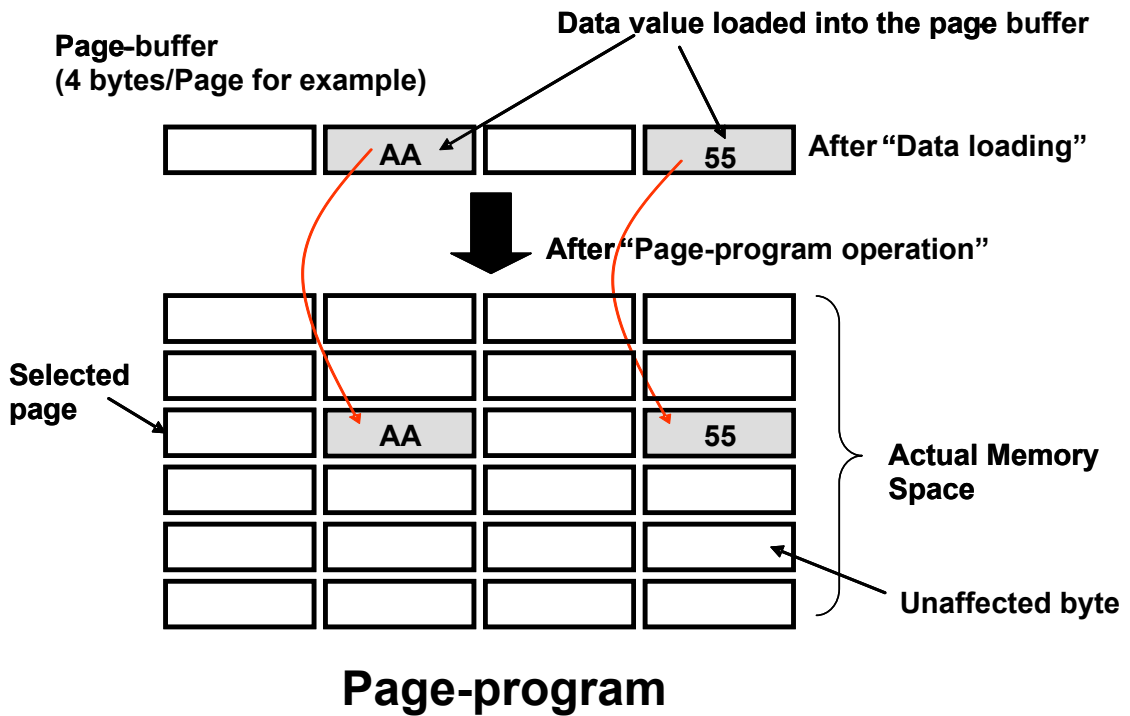 Data value loaded into the page buffer
Page-buffer
(4 bytes/Page for example)
AA
55
After “Data loading”
After “Page-program operation”
Selected
page
AA
55
Actual Memory
Space
Unaffected byte
Page-program